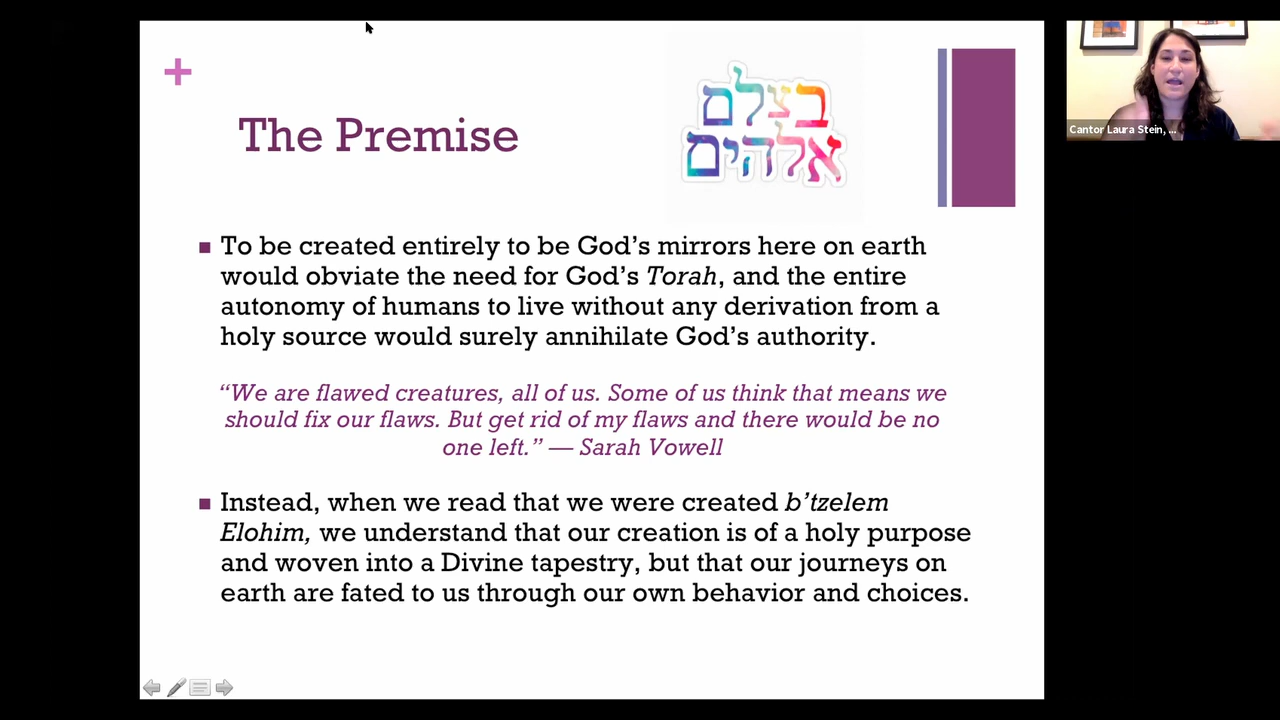 The Premise
בצלם
אלהים
To be created entirely to be God’s mirrors here on earth
would obviate the need for God’s Torah, and the entire
autonomy of humans to live without any derivation from a
holy source would surely annihilate God’s authority.
“We are flawed creatures, all of us. Some of us think that means we
should fix our flaws. But get rid of my flaws and there would be no
one left.” — Sarah Vowell
Instead, when we read that we were created b’tzelem
Elohim, we understand that our creation is of a holy purpose
and woven into a Divine tapestry, but that our journeys on
earth are fated to us through our own behavior and choices.
Cantor Laura Stein, ...